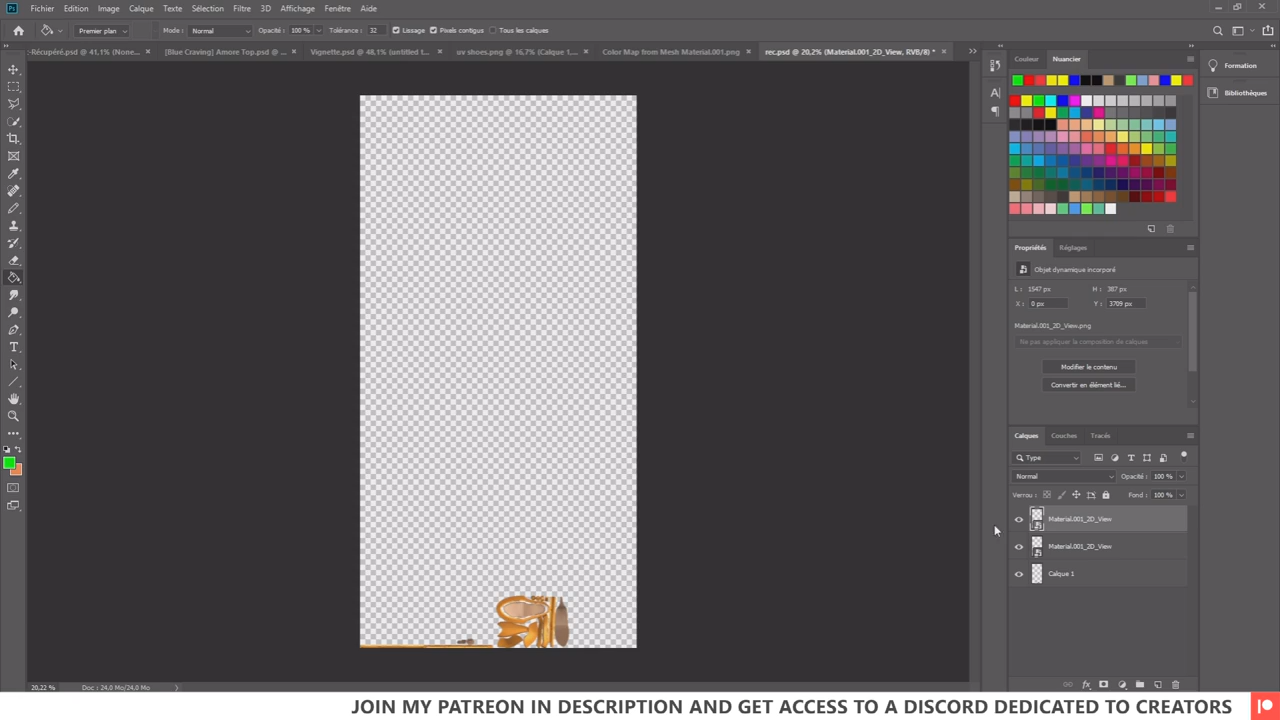 Ps Fichier Edition Image Calque Texte Sélection Filtre 3D Affichage Fenêtre Aide
Premier plan Mode : Normal Opacité : 100 % Tolérance : 32 Lissage Pixels contigus Tous les calques
-Récupéré.psd @ 41,1% (None... × [Blue Craving] Amore Top.psd @ ... × Vignette.psd @ 48,1% (untitled t... × uv shoes.png @ 16,7% (Calque 1,... × Color Map from Mesh Material.001.png × rec.psd @ 20,2% (Material.001_2D_View, RVB/8) * ×
Couleur Nuancier
Formation
Bibliothèques
Propriétés Réglages
Objet dynamique incorporé
L : 1547 px H : 387 px
X : 0 px Y : 3709 px
Material.001_2D_View.png
Ne pas appliquer la composition de calques
Modifier le contenu
Convertir en élément lié...
Calques Couches Tracés
Type
Normal Opacité : 100 %
Verrou : Fond : 100 %
Material.001_2D_View
Material.001_2D_View
Calque 1
20,22 % Doc : 24,0 Mo/24,0 Mo
JOIN MY PATREON IN DESCRIPTION AND GET ACCESS TO A DISCORD DEDICATED TO CREATORS